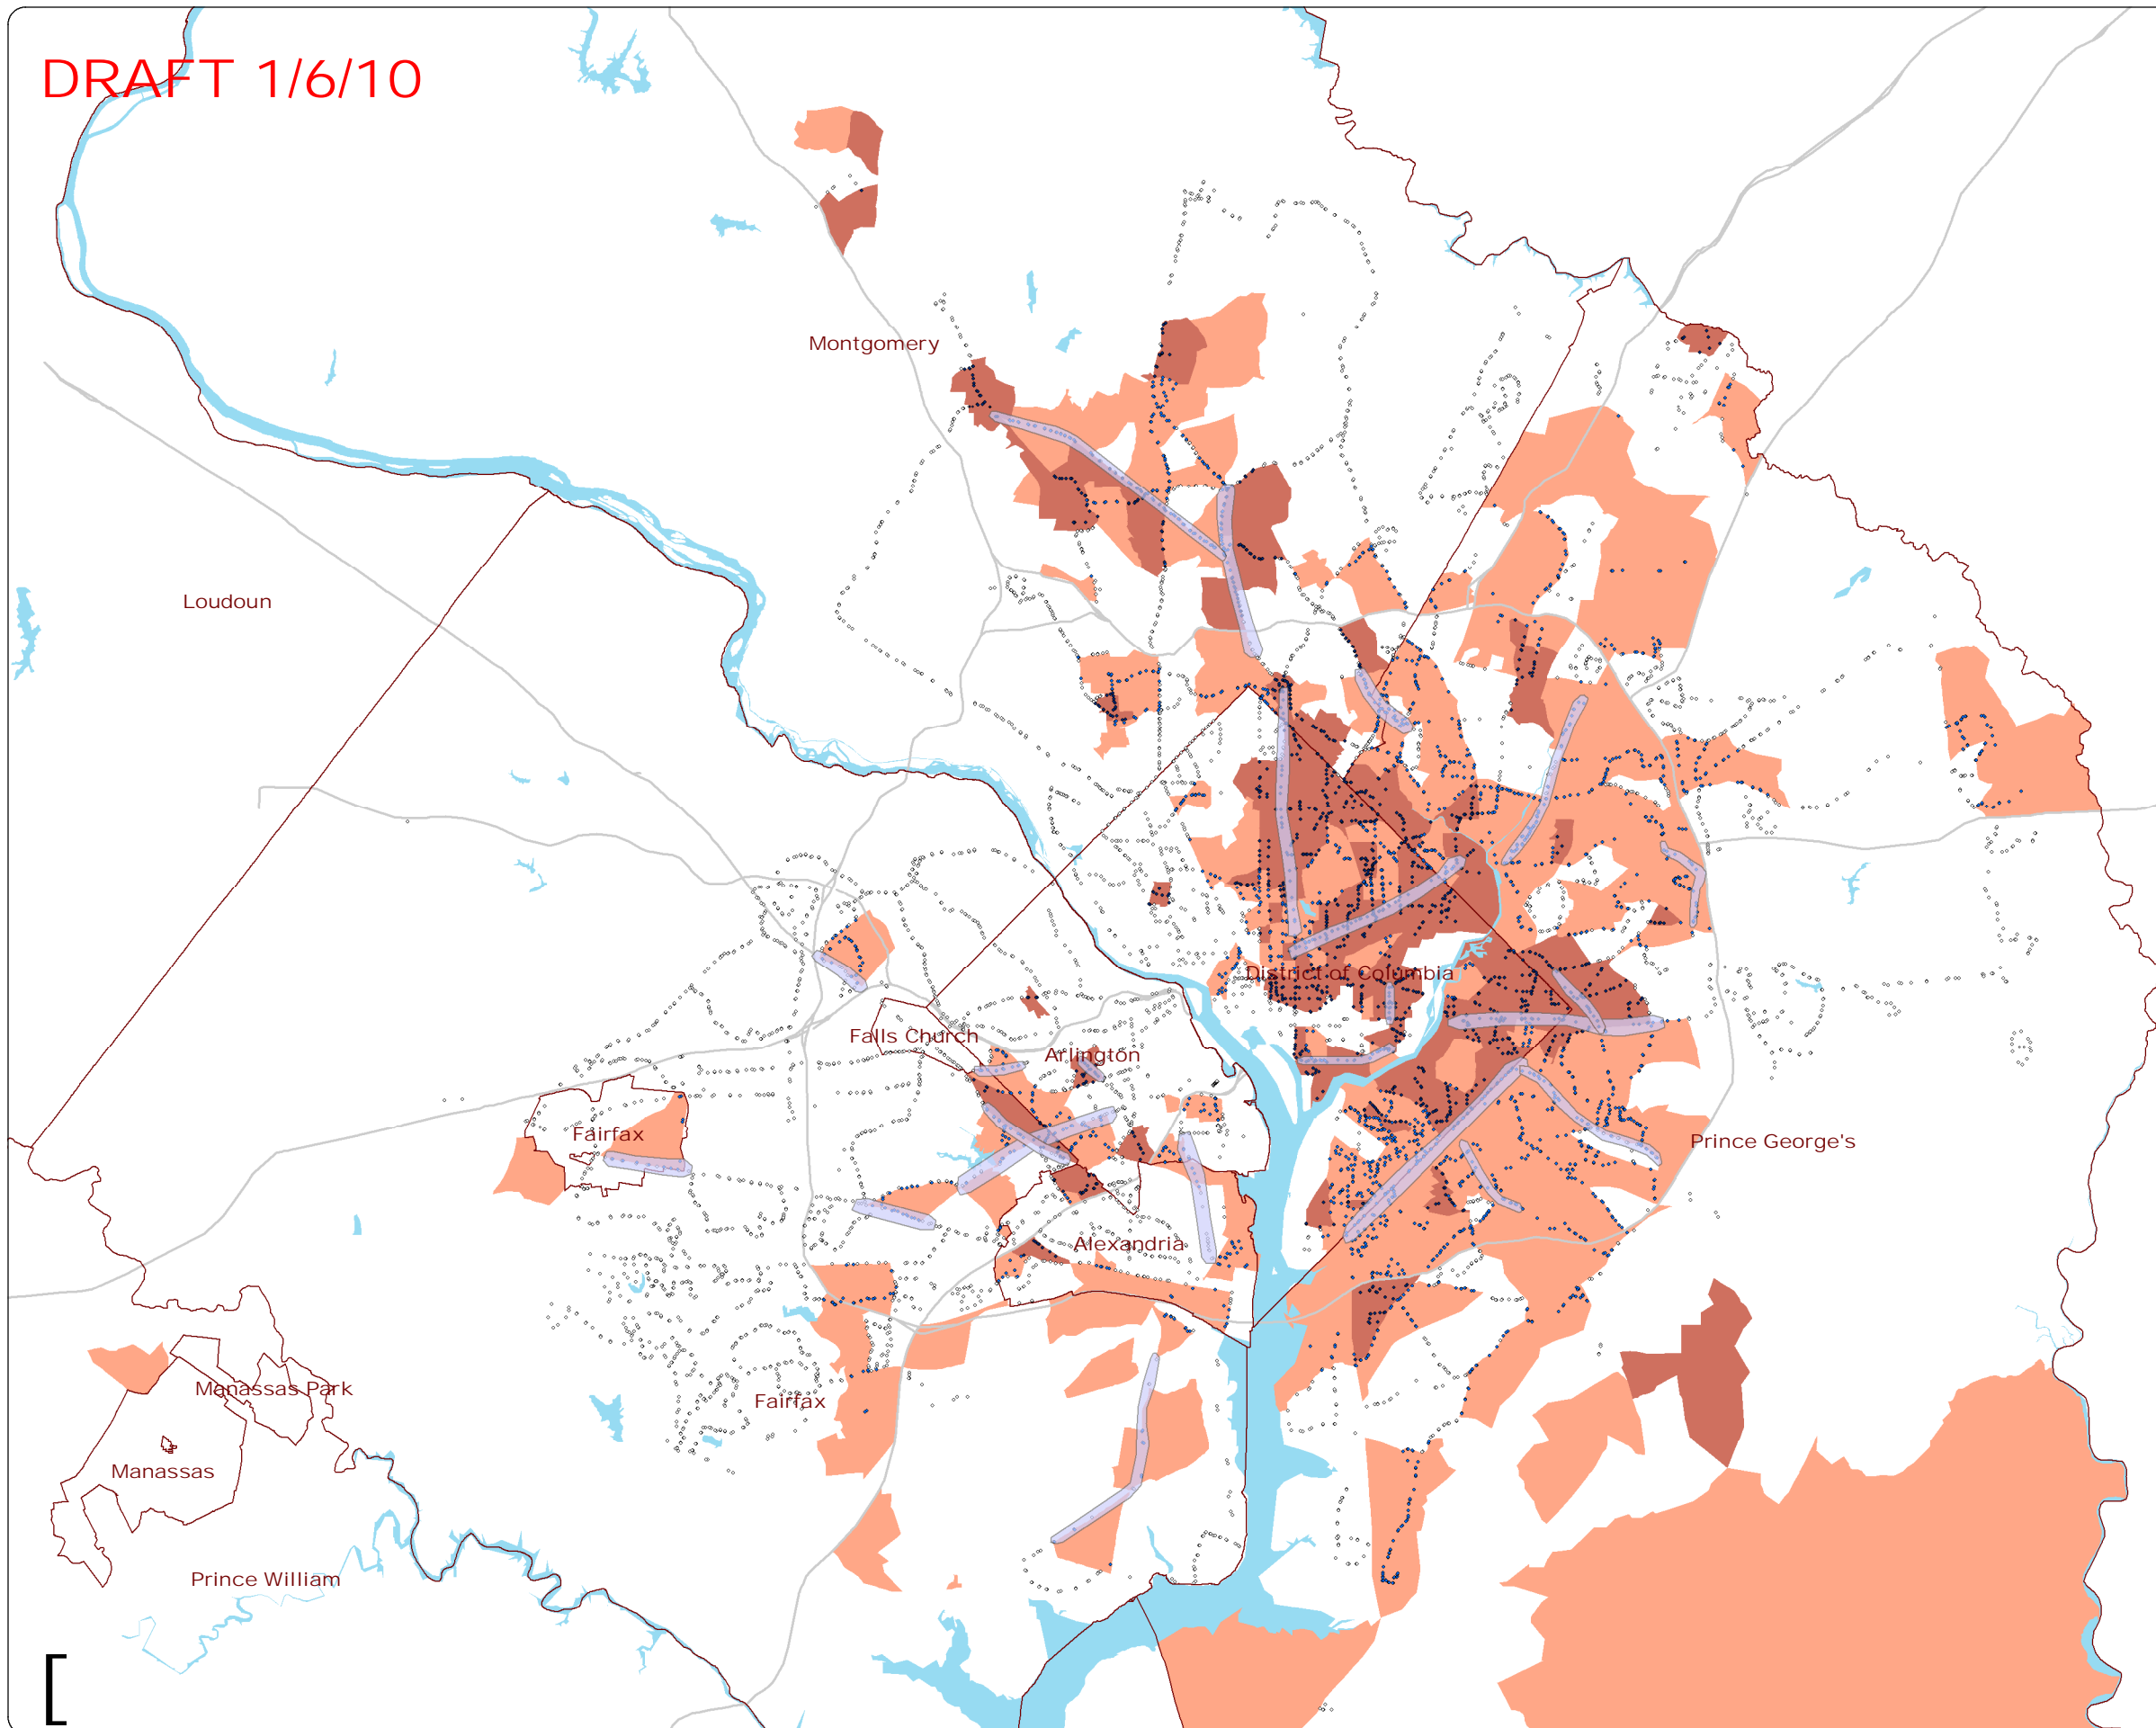 DRAFT 1/6/10
Montgomery
Loudoun
District of Columbia
Falls Church
Arlington
Fairfax
Prince George's
Alexandria
Manassas Park
Fairfax
Manassas
Prince William
[